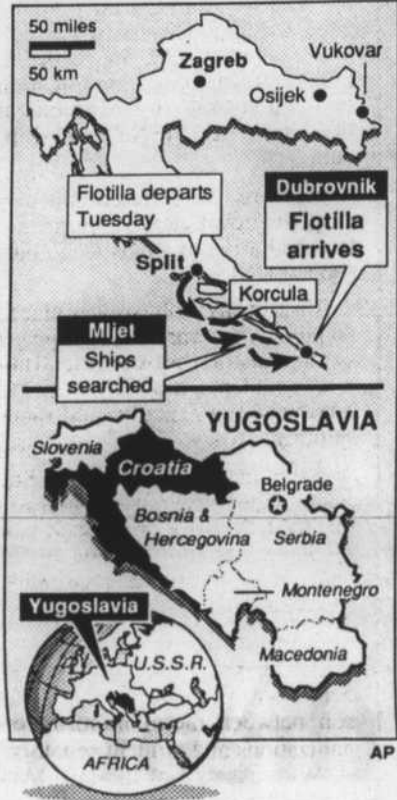 50 miles
50 km
Zagreb
Vukovar
Osijek
Flotilla departs
Tuesday
Dubrovnik
Flotilla
arrives
Split
Korcula
Mljet
Ships
searched
YUGOSLAVIA
Slovenia
Croatia
Belgrade
Bosnia &
Hercegovina
Serbia
Montenegro
Macedonia
Yugoslavia
U.S.S.R.
AFRICA
AP